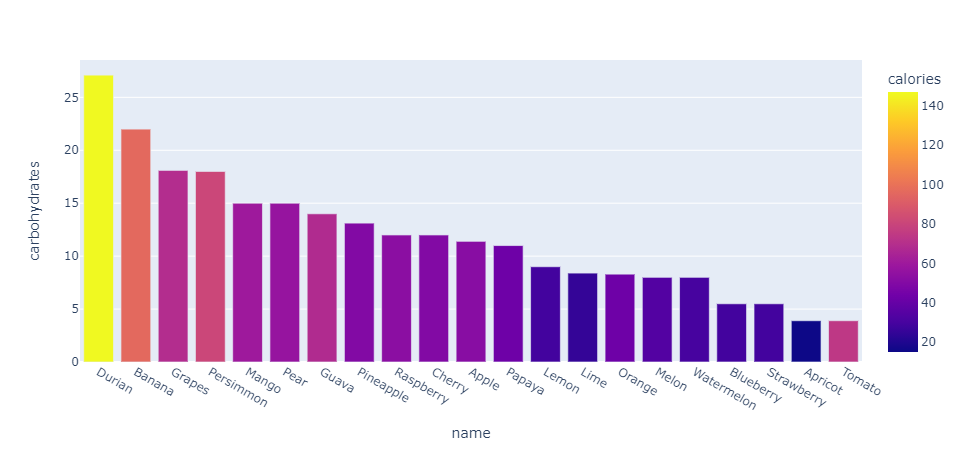 calories
140
120
100
80
60
40
20
carbohydrates
25
20
15
10
5
0
Durian
Banana
Grapes
Persimmon
Mango
Pear
Guava
Pineapple
Raspberry
Cherry
Apple
Papaya
Lemon
Lime
Orange
Melon
Watermelon
Blueberry
Strawberry
Apricot
Tomato
name